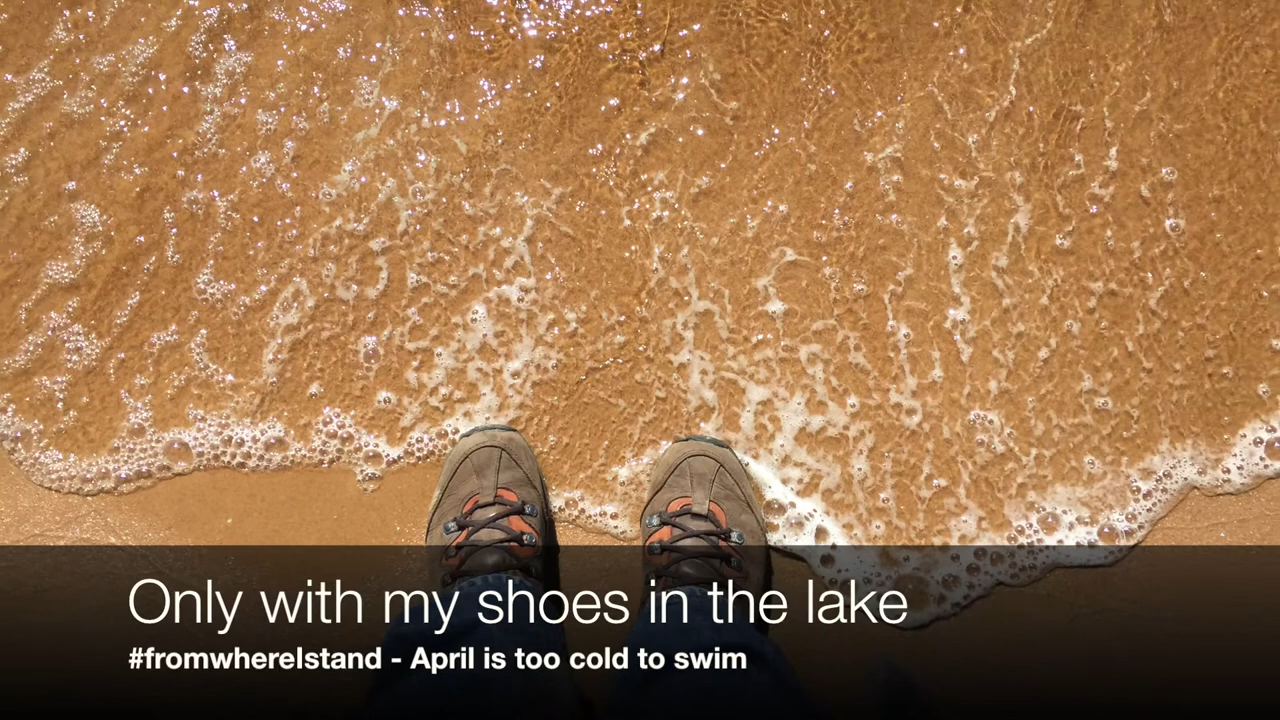 Only with my shoes in the lake
#fromwhereIstand - April is too cold to swim